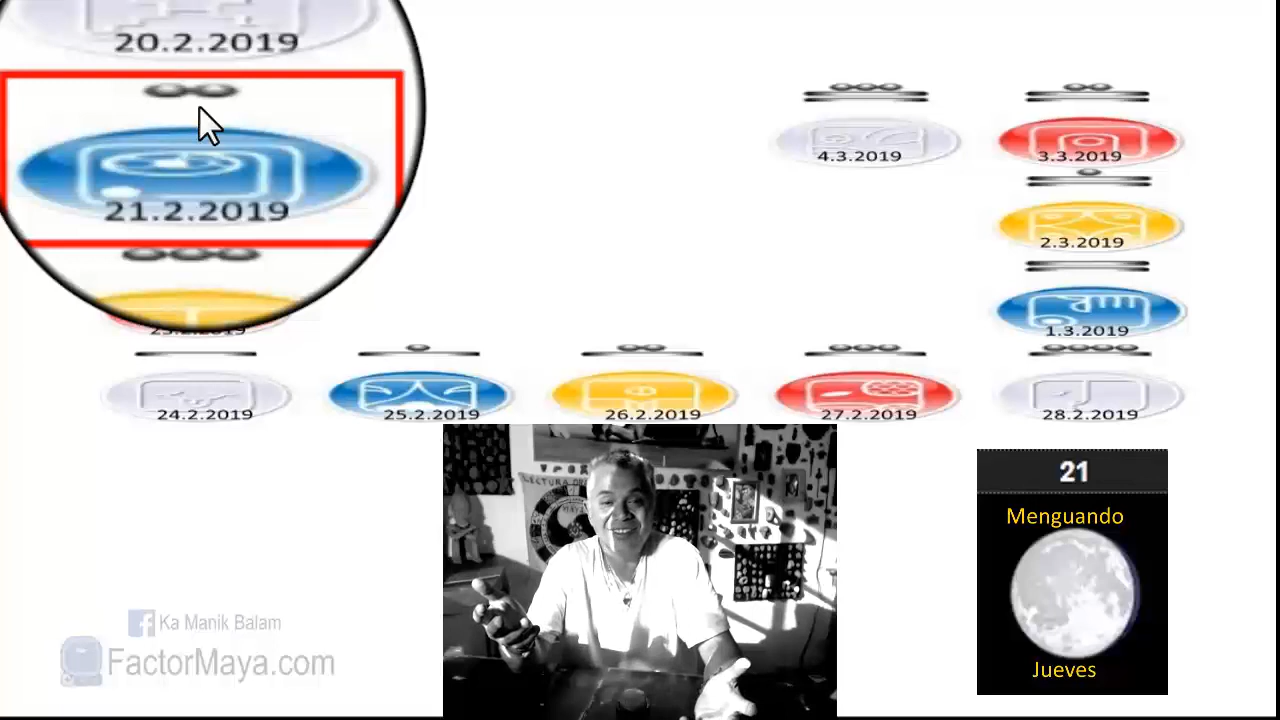 20.2.2019
21.2.2019
4.3.2019
3.3.2019
2.3.2019
1.3.2019
24.2.2019
25.2.2019
26.2.2019
27.2.2019
28.2.2019
LECTURA
21
Menguando
Jueves
Ka Manik Balam
FactorMaya.com